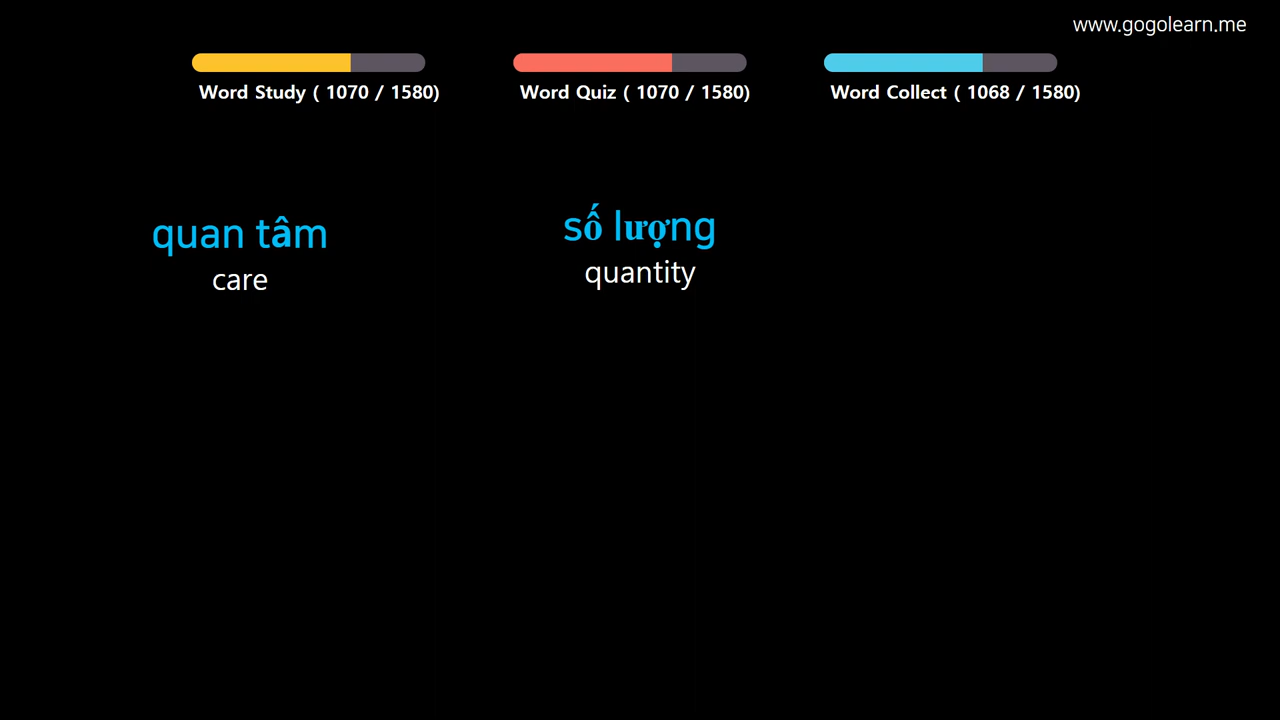 www.gogolearn.me
Word Study ( 1070 / 1580)
Word Quiz ( 1070 / 1580)
Word Collect ( 1068 / 1580)
quan tâm
care
số lượng
quantity